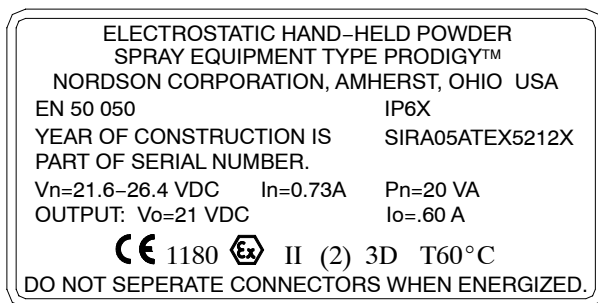 ELECTROSTATIC HAND−HELD POWDER
SPRAY EQUIPMENT TYPE PRODIGY™
NORDSON CORPORATION, AMHERST, OHIO USA
EN 50 050 IP6X
YEAR OF CONSTRUCTION IS SIRA05ATEX5212X
PART OF SERIAL NUMBER.
Vn=21.6−26.4 VDC In=0.73A Pn=20 VA
OUTPUT: Vo=21 VDC Io=.60 A
CE 1180 Ex II (2) 3D T60°C
DO NOT SEPERATE CONNECTORS WHEN ENERGIZED.